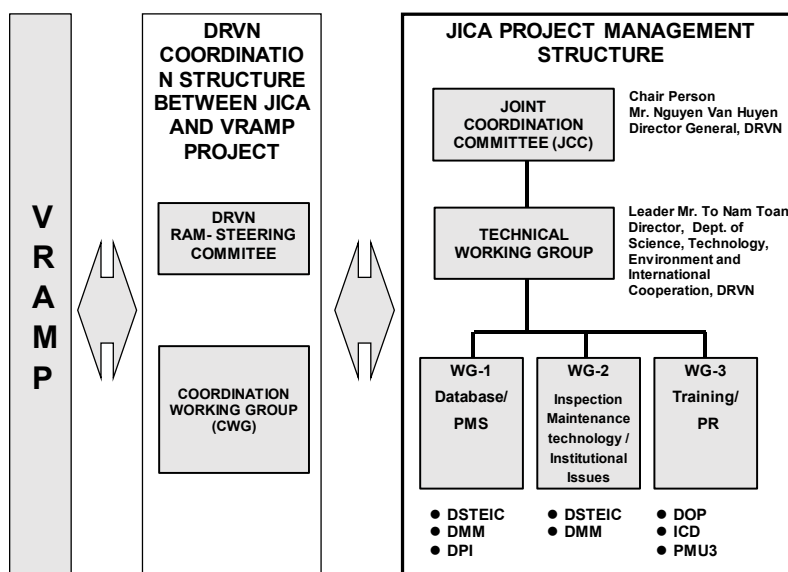 V
R
A
M
P
DRVN
COORDINATIO
N STRUCTURE
BETWEEN JICA
AND VRAMP
PROJECT
DRVN
RAM- STEERING
COMMITEE
COORDINATION
WORKING GROUP
(CWG)
JICA PROJECT MANAGEMENT
STRUCTURE
JOINT
COORDINATION
COMMITTEE (JCC)
Chair Person
Mr. Nguyen Van Huyen
Director General, DRVN
TECHNICAL
WORKING GROUP
Leader Mr. To Nam Toan
Director, Dept. of
Science, Technology,
Environment and
International
Cooperation, DRVN
WG-1
Database/
PMS
WG-2
Inspection
Maintenance
technology /
Institutional
Issues
WG-3
Training/
PR
● DSTEIC
● DMM
● DPI
● DSTEIC
● DMM
● DOP
● ICD
● PMU3